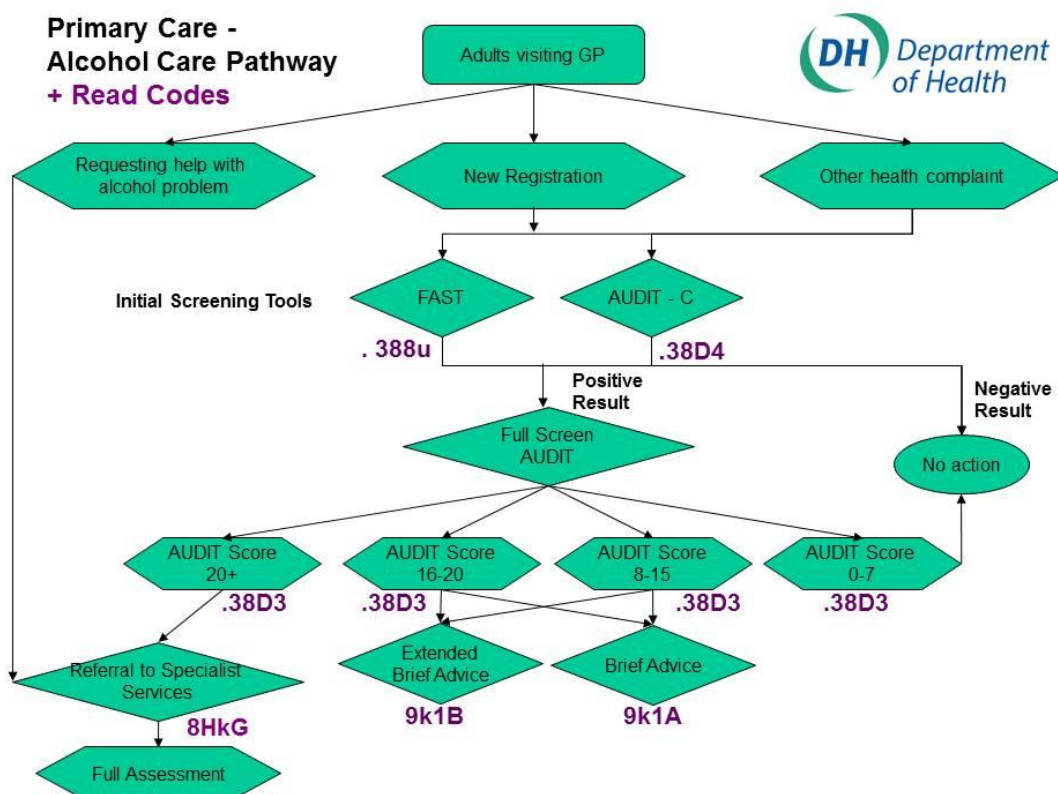 Primary Care -
Alcohol Care Pathway
+ Read Codes
Adults visiting GP
DH Department
of Health
Requesting help with
alcohol problem
New Registration
Other health complaint
Initial Screening Tools
FAST
AUDIT - C
. 388u
.38D4
Positive
Result
Negative
Result
Full Screen
AUDIT
No action
AUDIT Score
20+
AUDIT Score
16-20
AUDIT Score
8-15
AUDIT Score
0-7
.38D3
.38D3
.38D3
.38D3
Referral to Specialist
Services
Extended
Brief Advice
Brief Advice
8HkG
9k1B
9k1A
Full Assessment